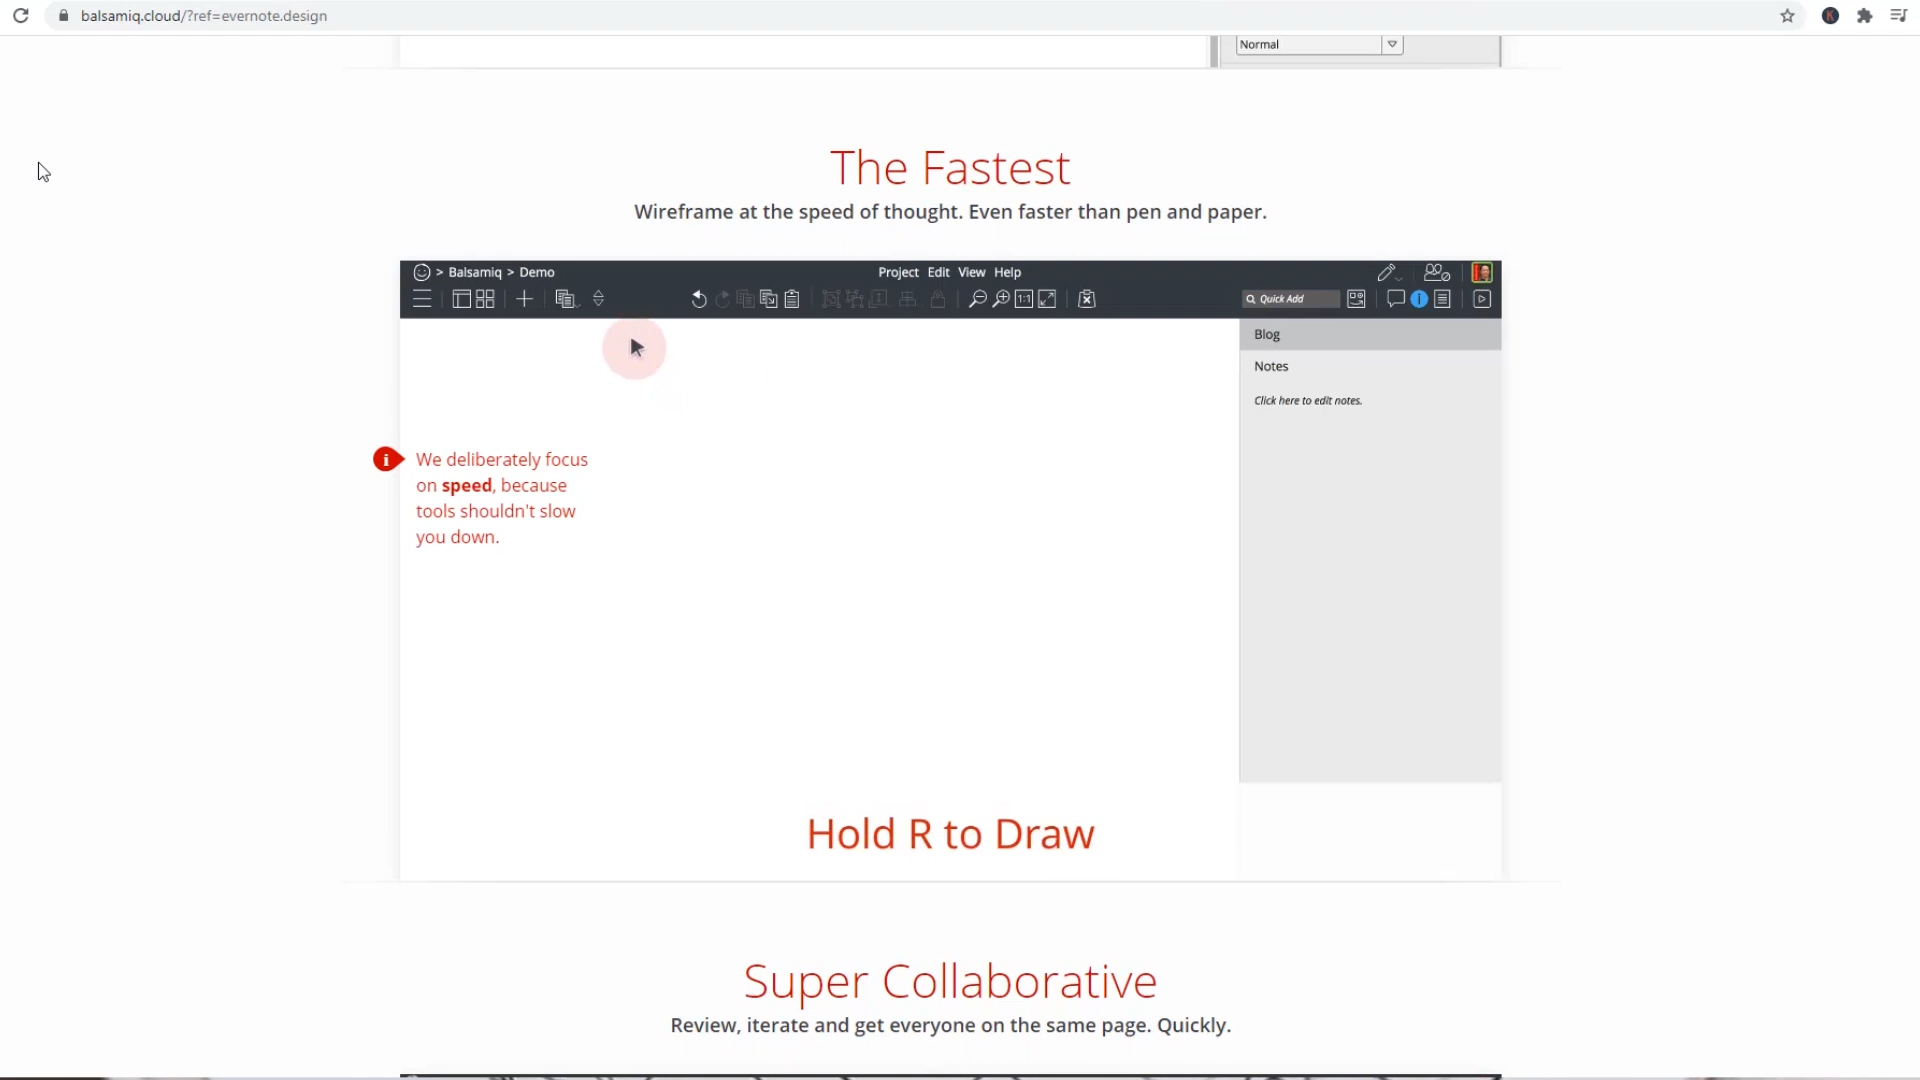 balsamiq.cloud/?ref=evernote.design
K
Normal
The Fastest
Wireframe at the speed of thought. Even faster than pen and paper.
> Balsamiq > Demo
Project Edit View Help
1:1
Quick Add
Blog
Notes
Click here to edit notes.
i
We deliberately focus
on speed, because
tools shouldn't slow
you down.
Hold R to Draw
Super Collaborative
Review, iterate and get everyone on the same page. Quickly.